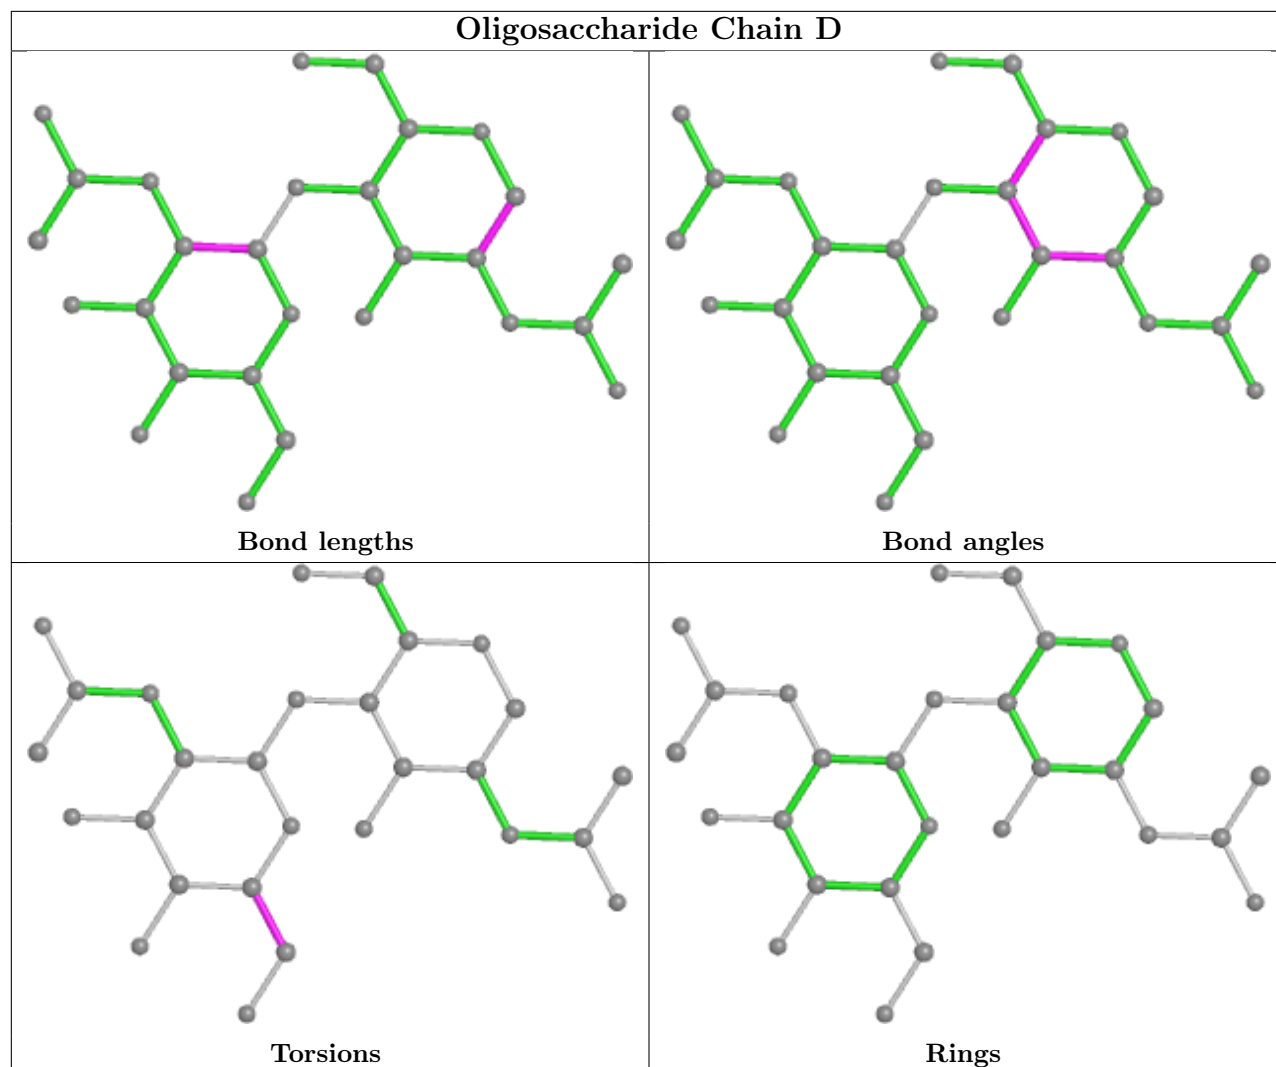 Oligosaccharide Chain D
Bond lengths
Bond angles
Torsions
Rings